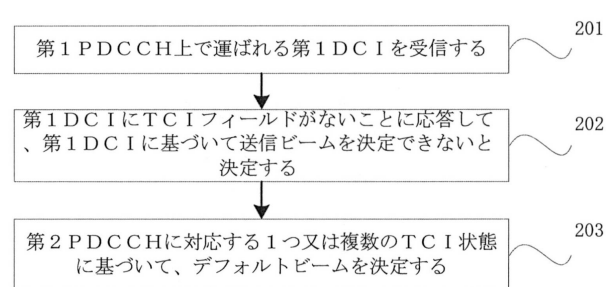 第１ＰＤＣＣＨ上で運ばれる第１ＤＣＩを受信する
201
第１ＤＣＩにＴＣＩフィールドがないことに応答して
、第１ＤＣＩに基づいて送信ビームを決定できないと
決定する
202
第２ＰＤＣＣＨに対応する１つ又は複数のＴＣＩ状態
に基づいて、デフォルトビームを決定する
203